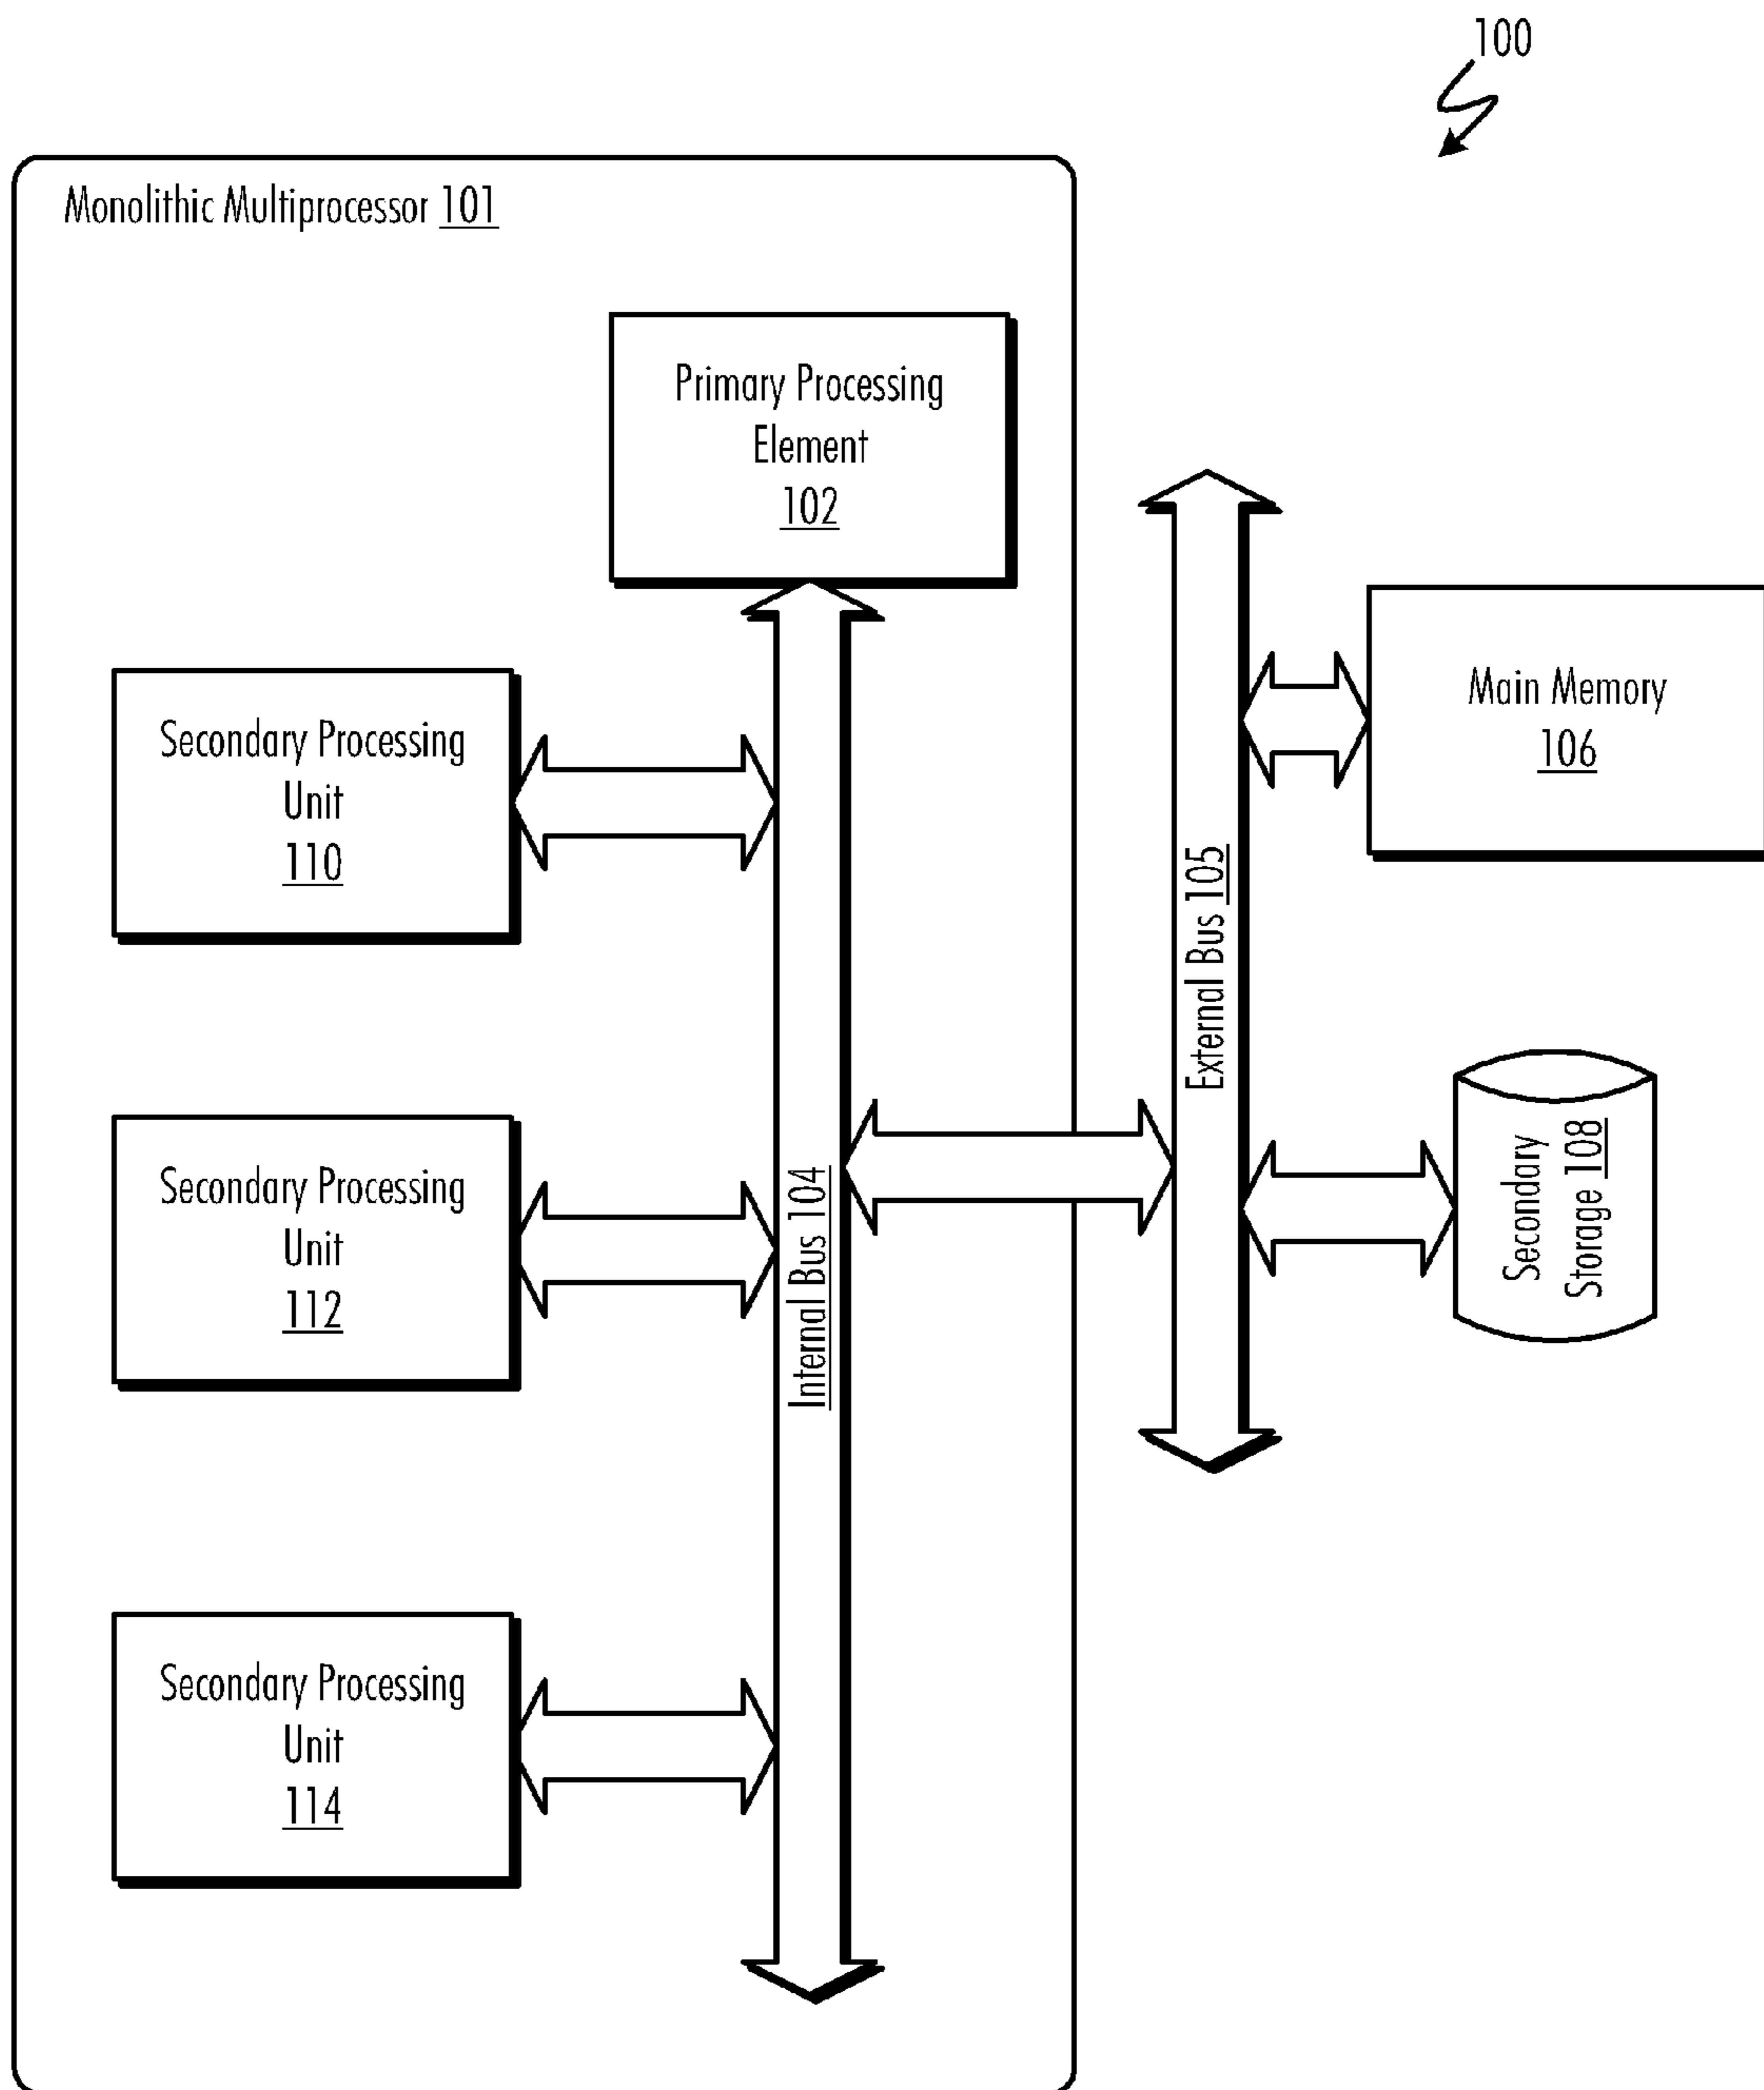 100
Monolithic Multiprocessor 101
Primary Processing
Element
102
Secondary Processing
Unit
110
Main Memory
106
External Bus 105
Secondary
Storage 108
Secondary Processing
Unit
112
Internal Bus 104
Secondary Processing
Unit
114